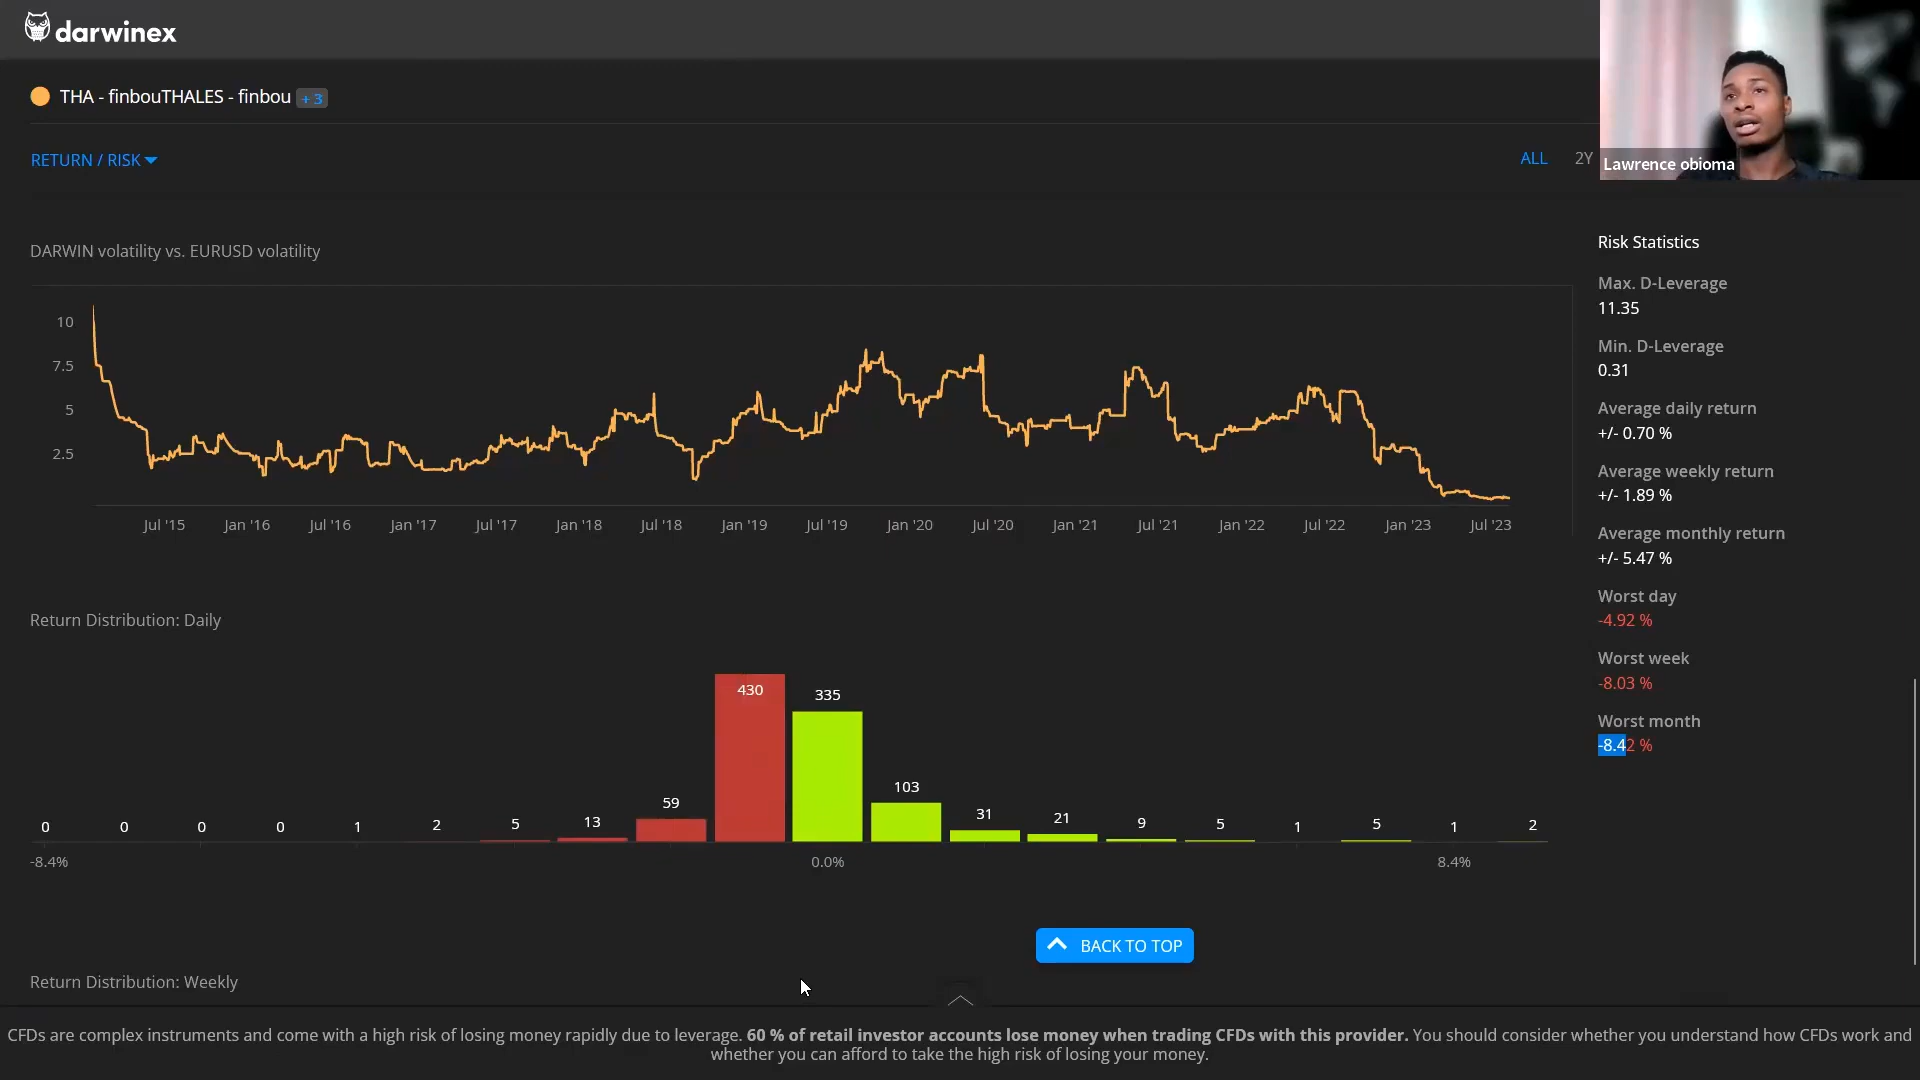 darwinex
THA - finbouTHALES - finbou + 3
RETURN / RISK
ALL 2Y
Lawrence obioma
DARWIN volatility vs. EURUSD volatility
10
7.5
5
2.5
Jul '15 Jan '16 Jul '16 Jan '17 Jul '17 Jan '18 Jul '18 Jan '19 Jul '19 Jan '20 Jul '20 Jan '21 Jul '21 Jan '22 Jul '22 Jan '23 Jul '23
Risk Statistics
Max. D-Leverage
11.35
Min. D-Leverage
0.31
Average daily return
+/- 0.70 %
Average weekly return
+/- 1.89 %
Average monthly return
+/- 5.47 %
Worst day
-4.92 %
Worst week
-8.03 %
Worst month
-8.42 %
Return Distribution: Daily
0 0 0 0 1 2 5 13 59 430 335 103 31 21 9 5 1 5 1 2
-8.4% 0.0% 8.4%
BACK TO TOP
Return Distribution: Weekly
CFDs are complex instruments and come with a high risk of losing money rapidly due to leverage. 60 % of retail investor accounts lose money when trading CFDs with this provider. You should consider whether you understand how CFDs work and
whether you can afford to take the high risk of losing your money.